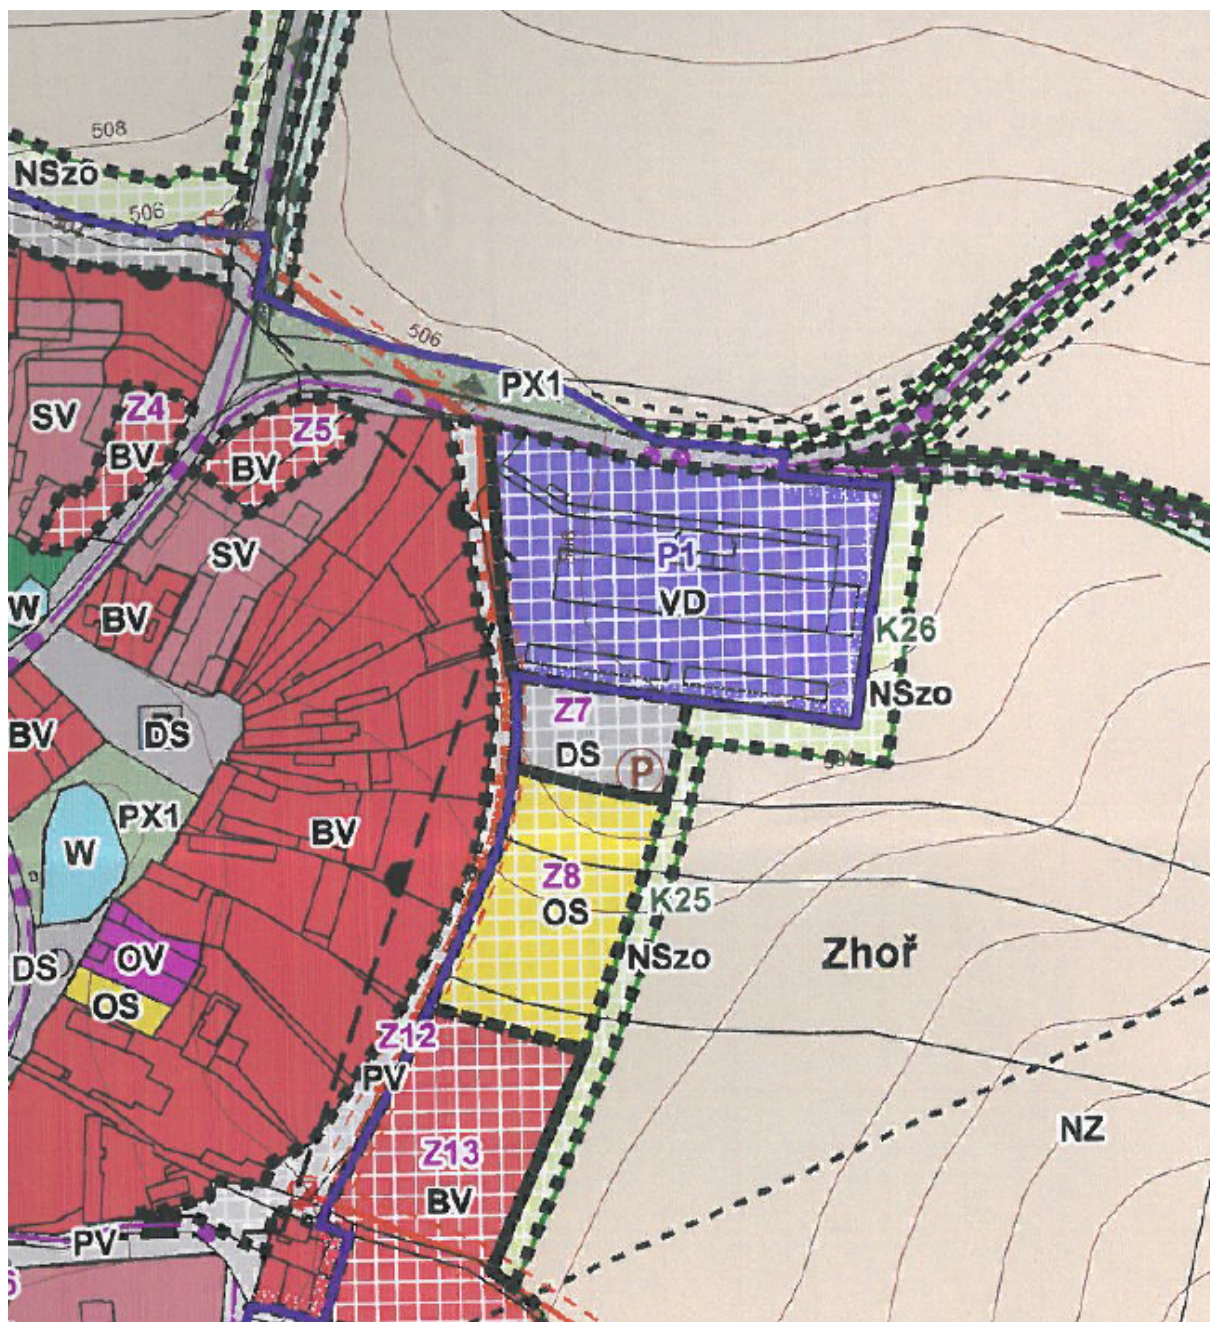 508
NSzo
506
506
PX1
Z4
SV
Z5
BV
BV
SV
P1
VD
W
BV
K26
NSzo
Z7
BV
DS
DS
P
PX1
BV
W
Z8
K25
OS
OV
NSzo
Zhoř
DS
OS
Z12
PV
NZ
Z13
BV
PV